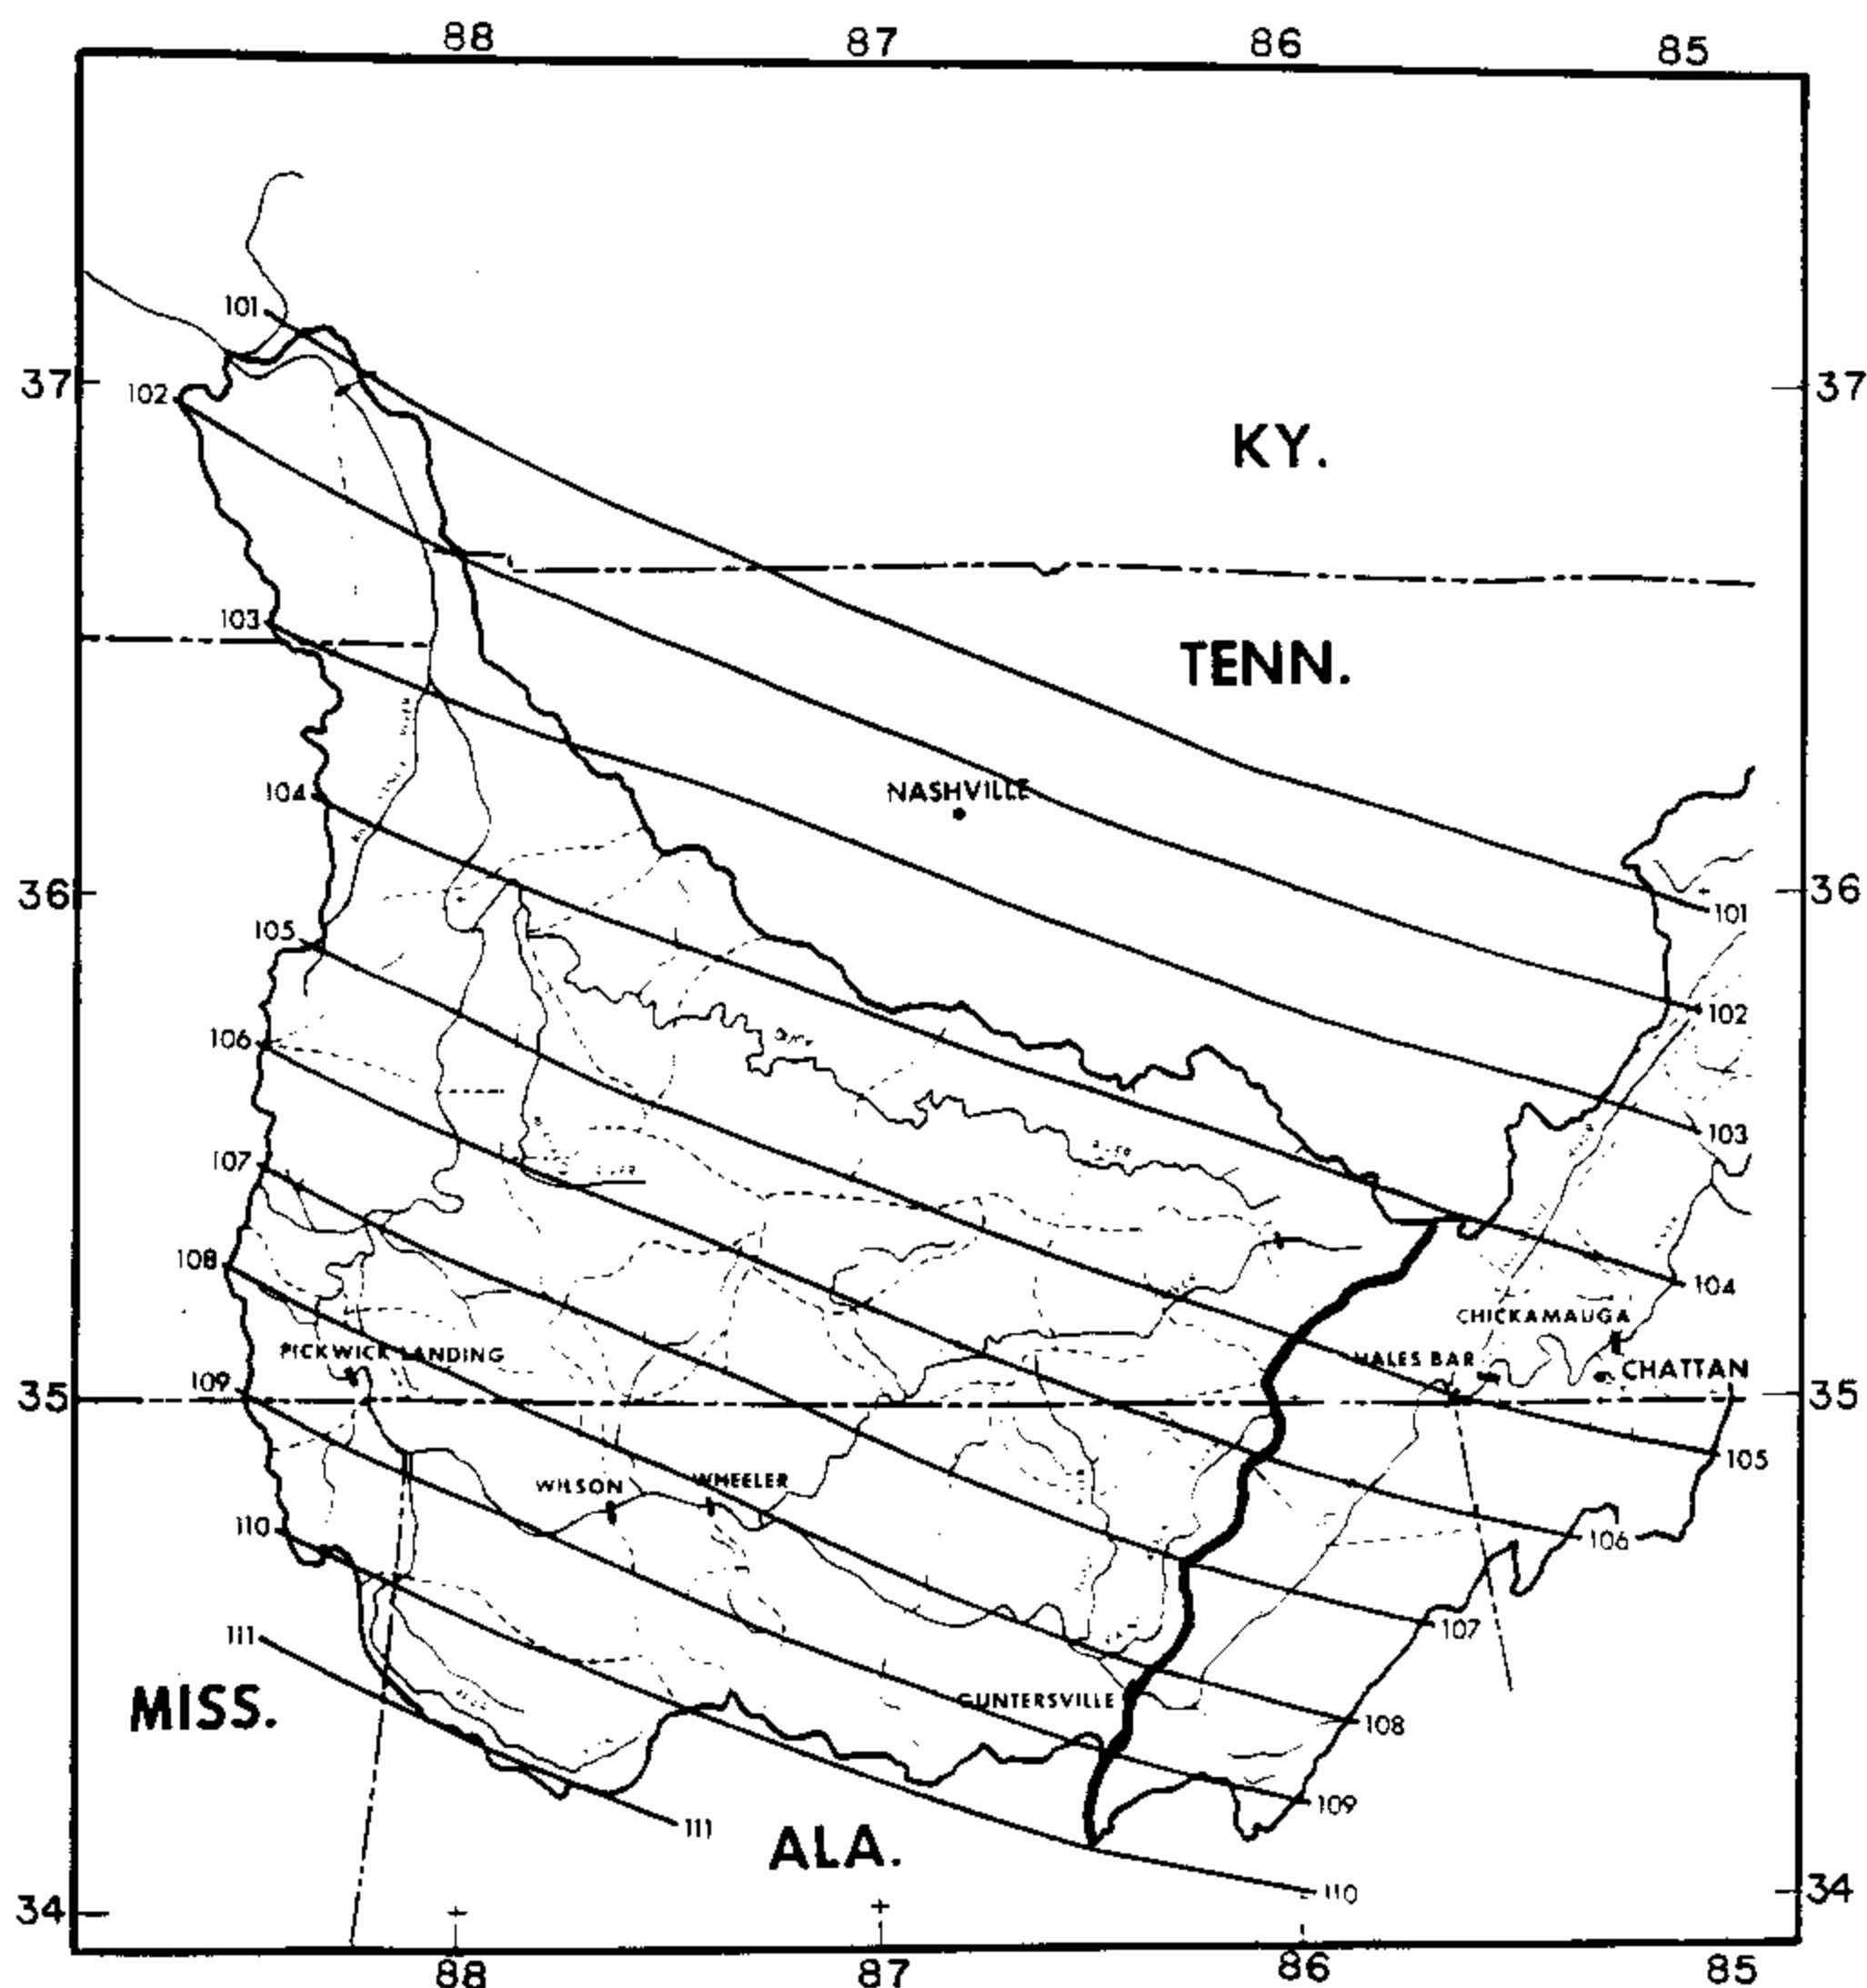 88 87 86 85
101
37 102 KY. 37
103
TENN.
NASHVILLE
104
36 36
105 101
106 102
103
107
108 104
CHICKAMAUGA
PICKWICK LANDING HALES BAR CHATTAN
109
35 35
105
WILSON WHEELER
110 106
111 107
MISS. GUNTERSVILLE
108
109
111
ALA.
110
34 34
88 87 86 85